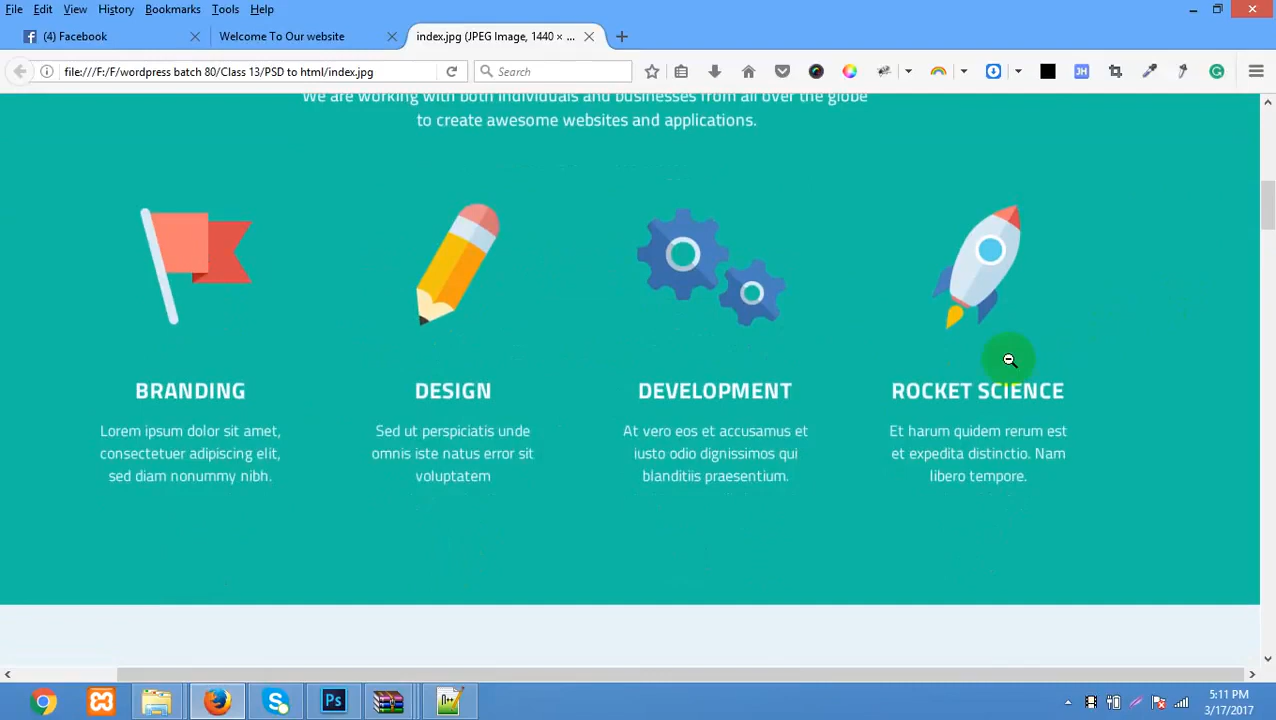 File Edit View History Bookmarks Tools Help
(4) Facebook
Welcome To Our website
index.jpg (JPEG Image, 1440 × ...
file:///F:/F/wordpress batch 80/Class 13/PSD to html/index.jpg
Search
JH
We are working with both individuals and businesses from all over the globe
to create awesome websites and applications.
BRANDING
Lorem ipsum dolor sit amet,
consectetuer adipiscing elit,
sed diam nonummy nibh.
DESIGN
Sed ut perspiciatis unde
omnis iste natus error sit
voluptatem
DEVELOPMENT
At vero eos et accusamus et
iusto odio dignissimos qui
blanditiis praesentium.
ROCKET SCIENCE
Et harum quidem rerum est
et expedita distinctio. Nam
libero tempore.
Ps
5:11 PM
3/17/2017